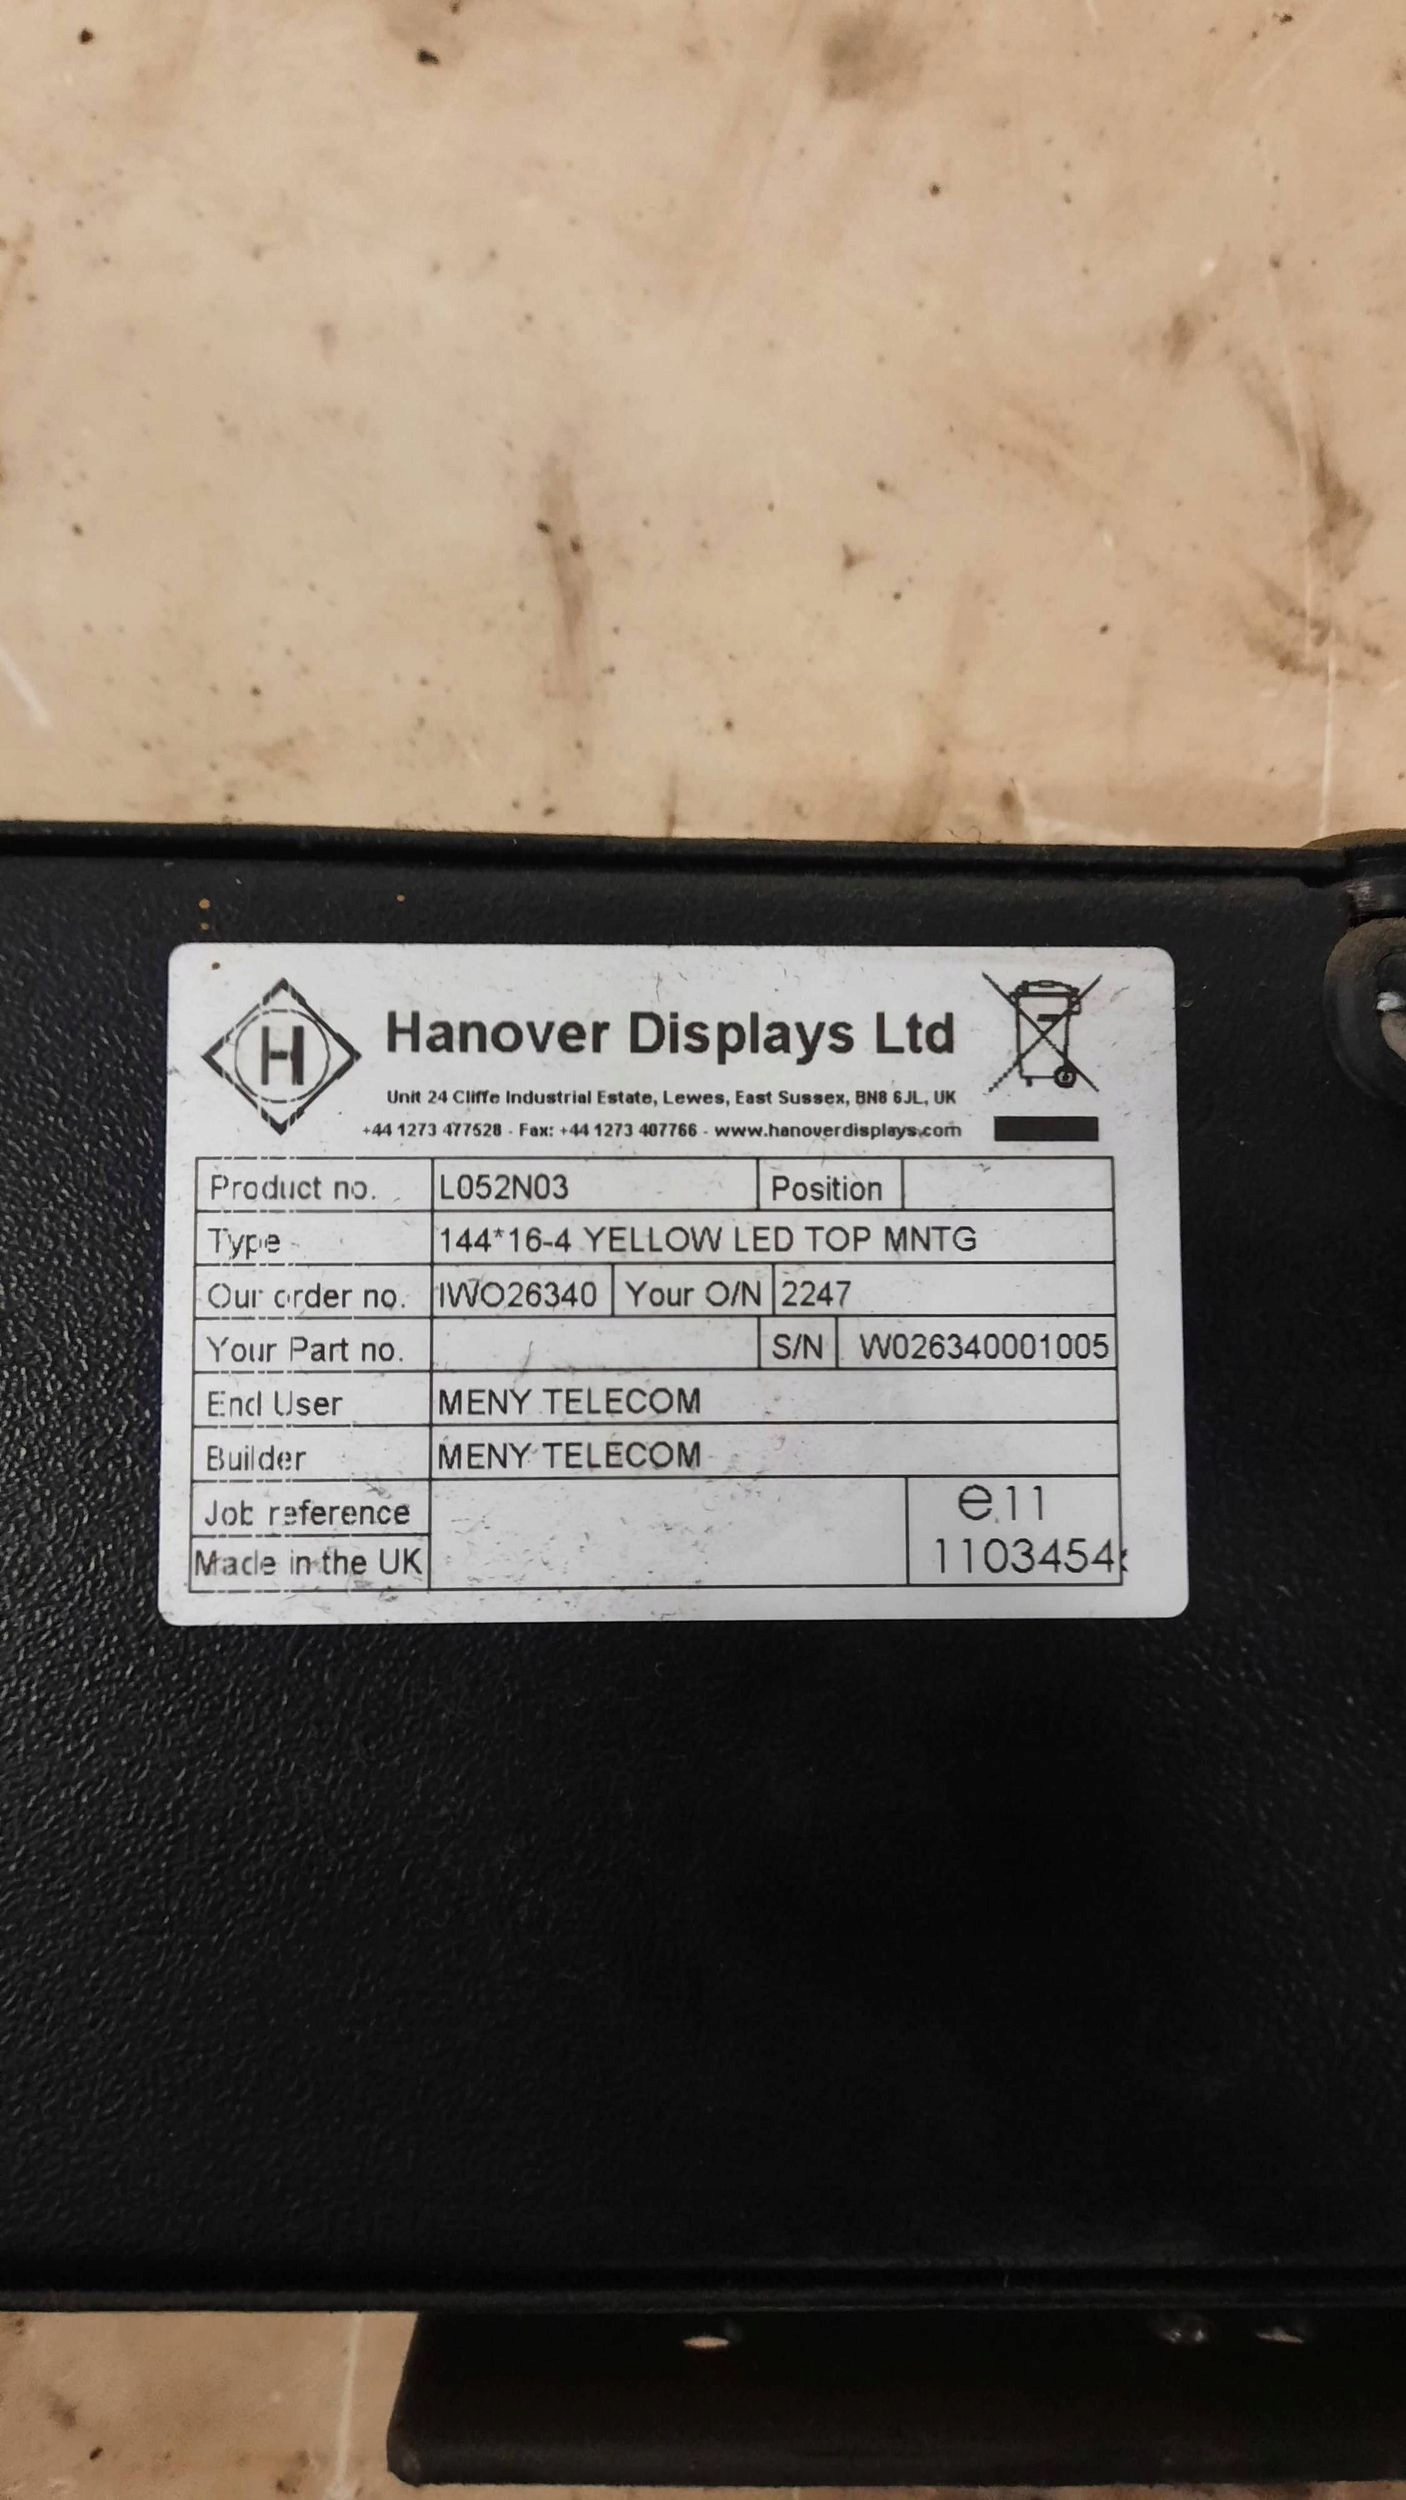 H
Hanover Displays Ltd
Unit 24 Cliffe Industrial Estate, Lewes, East Sussex, BN8 6JL, UK
+44 1273 477528 - Fax: +44 1273 407766 - www.hanoverdisplays.com
Product no. L052N03 Position
Type 144*16-4 YELLOW LED TOP MNTG
Our order no. IWO26340 Your O/N 2247
Your Part no. S/N W026340001005
End User MENY TELECOM
Builder MENY TELECOM
Job reference e11
Made in the UK 1103454